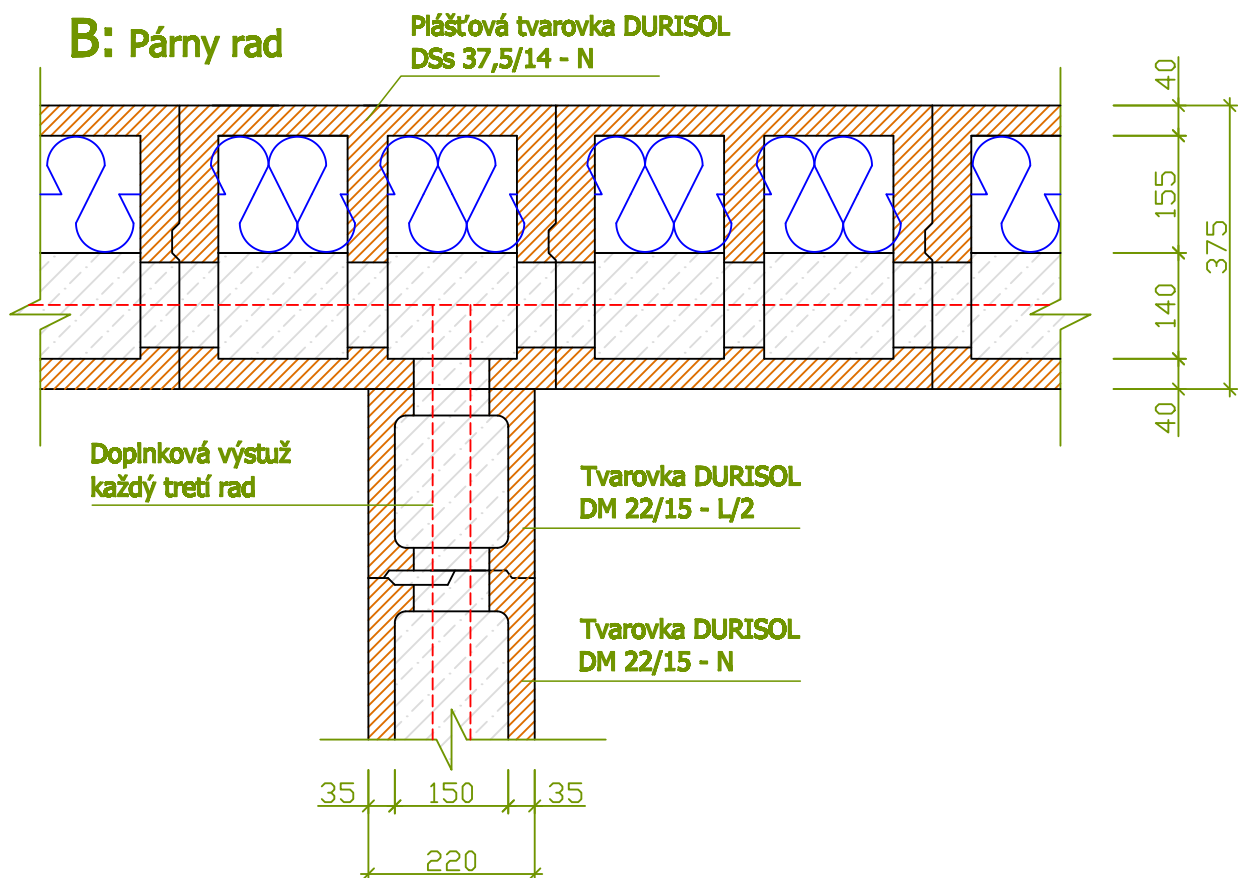 B: Párny rad
Plášťová tvarovka DURISOL
DSs 37,5/14 - N
40
155
375
140
40
Doplnková výstuž
každý tretí rad
Tvarovka DURISOL
DM 22/15 - L/2
Tvarovka DURISOL
DM 22/15 - N
35 150 35
220